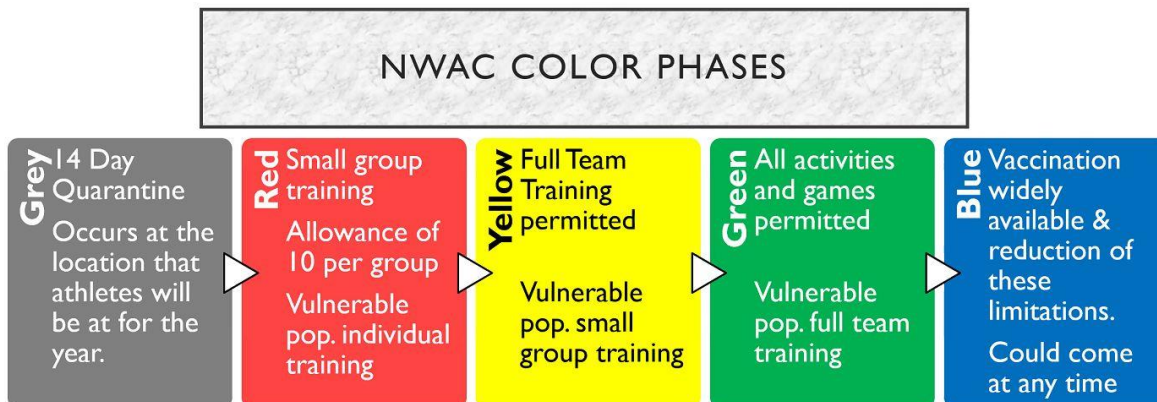 NWAC COLOR PHASES
Grey
14 Day
Quarantine
Occurs at the
location that
athletes will
be at for the
year.
Red
Small group
training
Allowance of
10 per group
Vulnerable
pop. individual
training
Yellow
Full Team
Training
permitted
Vulnerable
pop. small
group training
Green
All activities
and games
permitted
Vulnerable
pop. full team
training
Blue
Vaccination
widely
available &
reduction of
these
limitations.
Could come
at any time